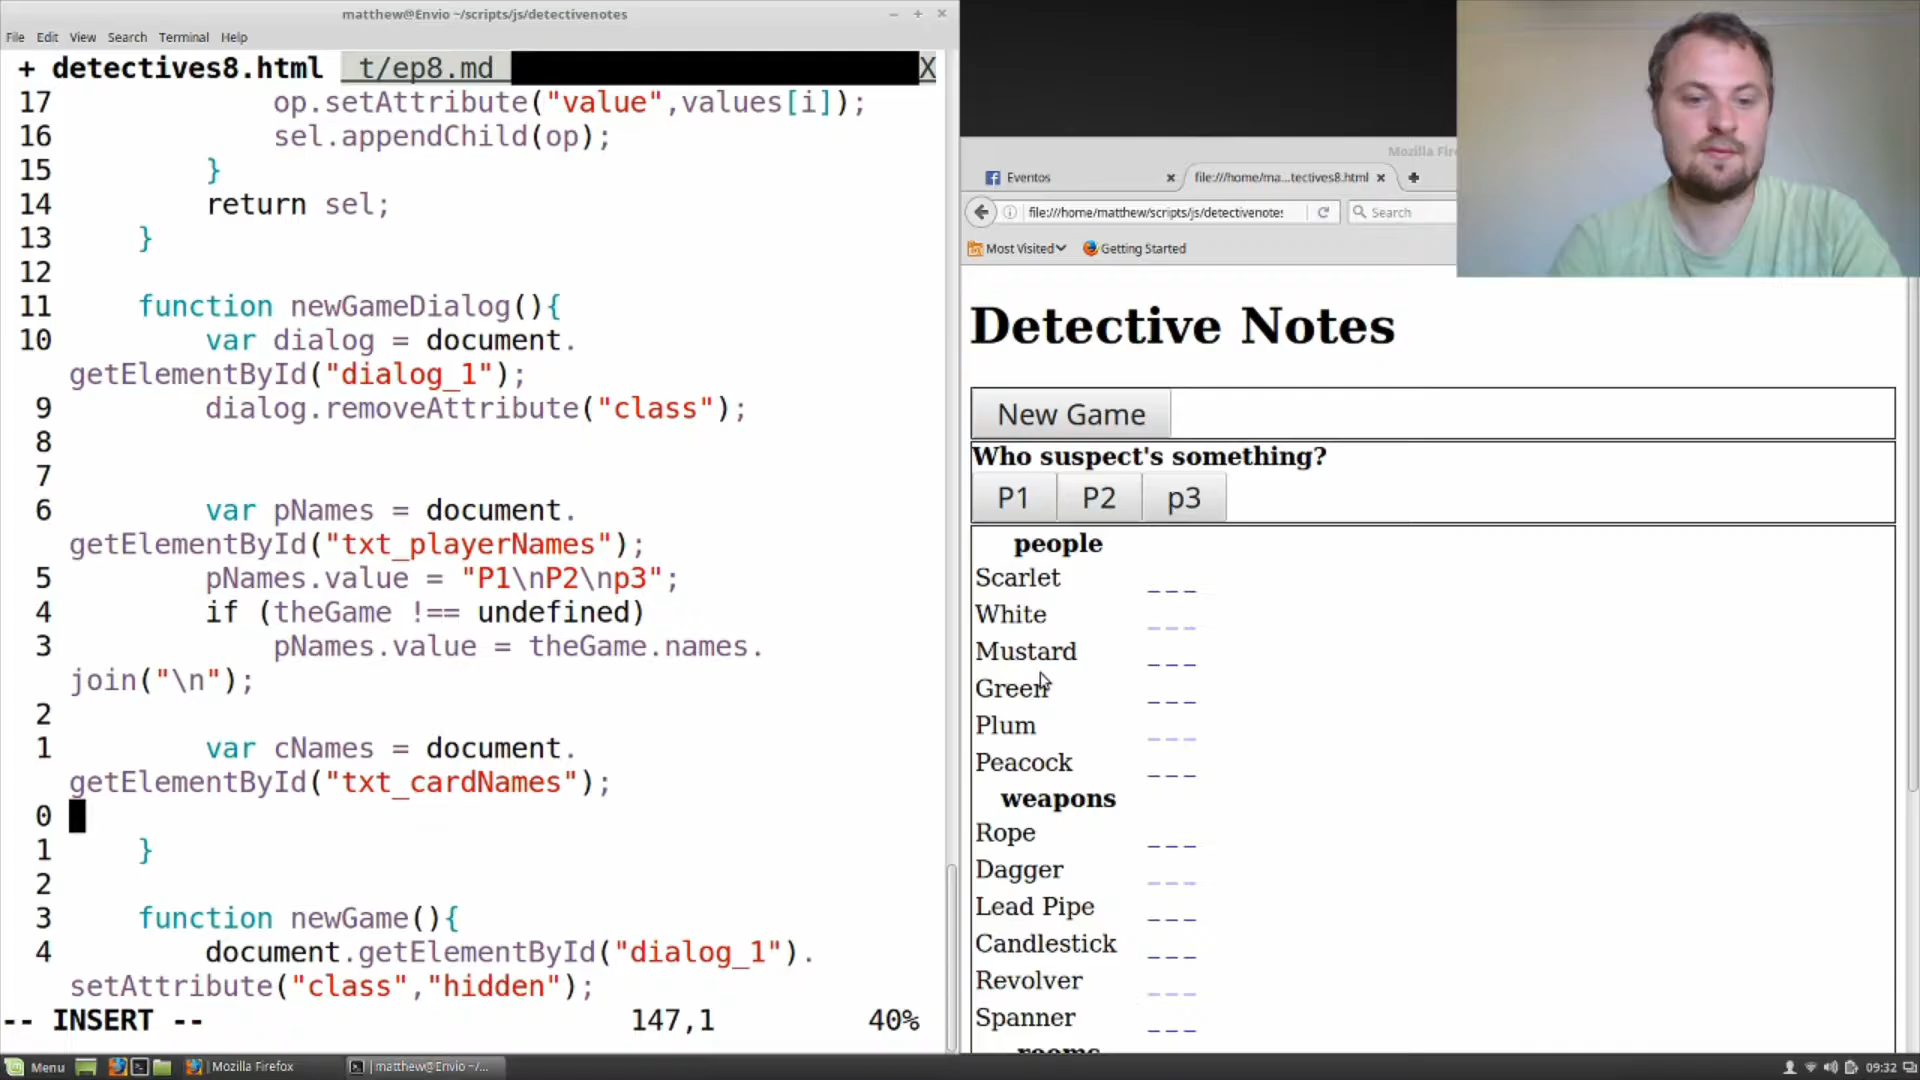 matthew@Envio ~/scripts/js/detectivenotes
File Edit View Search Terminal Help
+ detectives8.html t/ep8.md X
17 op.setAttribute("value",values[i]);
16 sel.appendChild(op);
15 }
14 return sel;
13 }
12
11 function newGameDialog(){
10 var dialog = document.
getElementById("dialog_1");
9 dialog.removeAttribute("class");
8
7
6 var pNames = document.
getElementById("txt_playerNames");
5 pNames.value = "P1\nP2\np3";
4 if (theGame !== undefined)
3 pNames.value = theGame.names.
join("\n");
2
1 var cNames = document.
getElementById("txt_cardNames");
0
1 }
2
3 function newGame(){
4 document.getElementById("dialog_1").
setAttribute("class","hidden");
-- INSERT -- 147,1 40%
Mozilla Fire
Eventos
file:///home/ma...tectives8.html
file:///home/matthew/scripts/js/detectivenote:
Search
Most Visited
Getting Started
Detective Notes
New Game
Who suspect's something?
P1 P2 p3
people
Scarlet _ _ _
White _ _ _
Mustard _ _ _
Green _ _ _
Plum _ _ _
Peacock _ _ _
weapons
Rope _ _ _
Dagger _ _ _
Lead Pipe _ _ _
Candlestick _ _ _
Revolver _ _ _
Spanner _ _ _
rooms
Menu
Mozilla Firefox
matthew@Envio ~/...
09:32